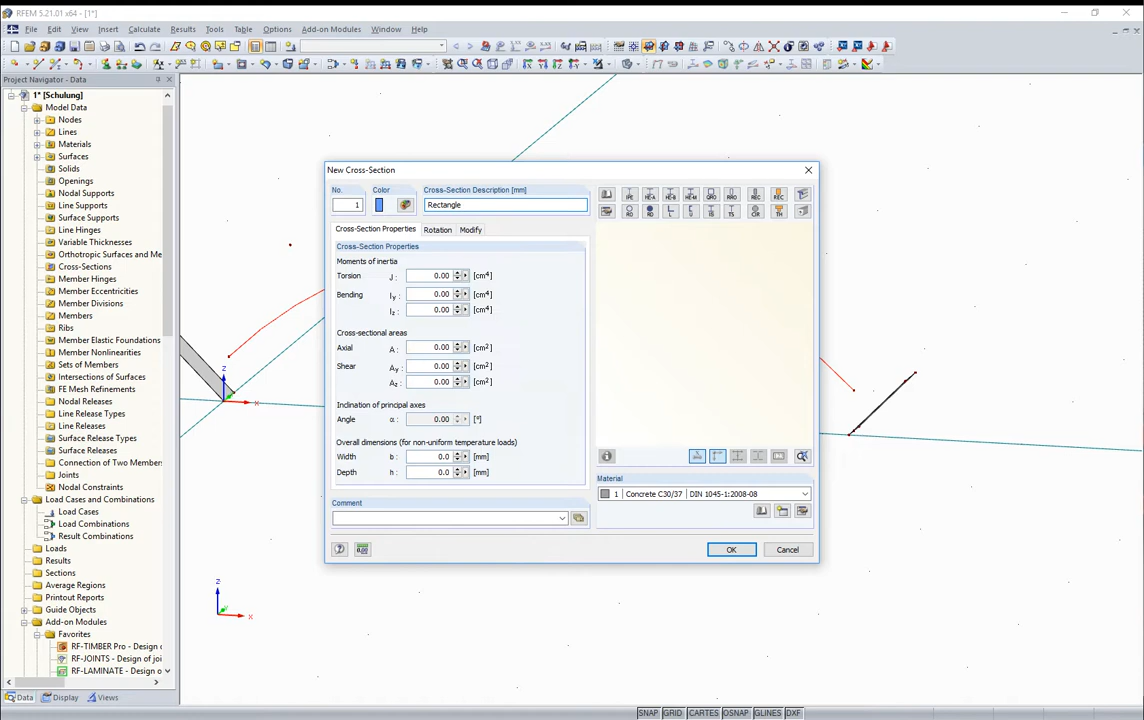 RFEM 5.21.01 x64 - [1*]
File Edit View Insert Calculate Results Tools Table Options Add-on Modules Window Help
Project Navigator - Data
1* [Schulung]
Model Data
Nodes
Lines
Materials
Surfaces
Solids
Openings
Nodal Supports
Line Supports
Surface Supports
Line Hinges
Variable Thicknesses
Orthotropic Surfaces and Me
Cross-Sections
Member Hinges
Member Eccentricities
Member Divisions
Members
Ribs
Member Elastic Foundations
Member Nonlinearities
Sets of Members
Intersections of Surfaces
FE Mesh Refinements
Nodal Releases
Line Release Types
Line Releases
Surface Release Types
Surface Releases
Connection of Two Members
Joints
Nodal Constraints
Load Cases and Combinations
Load Cases
Load Combinations
Result Combinations
Loads
Results
Sections
Average Regions
Printout Reports
Guide Objects
Add-on Modules
Favorites
RF-TIMBER Pro - Design o
RF-JOINTS - Design of joi
RF-LAMINATE - Design o
Data Display Views
New Cross-Section
No. Color Cross-Section Description [mm]
1 Rectangle
Cross-Section Properties Rotation Modify
Cross-Section Properties
Moments of inertia
Torsion J : 0.00 [cm4]
Bending Iy : 0.00 [cm4]
Iz : 0.00 [cm4]
Cross-sectional areas
Axial A : 0.00 [cm2]
Shear Ay : 0.00 [cm2]
Az : 0.00 [cm2]
Inclination of principal axes
Angle α : 0.00 [°]
Overall dimensions (for non-uniform temperature loads)
Width b : 0.0 [mm]
Depth h : 0.0 [mm]
Comment
Material
1 Concrete C30/37 DIN 1045-1:2008-08
OK Cancel
Z
X
Z
X
SNAP GRID CARTES OSNAP GLINES DXF